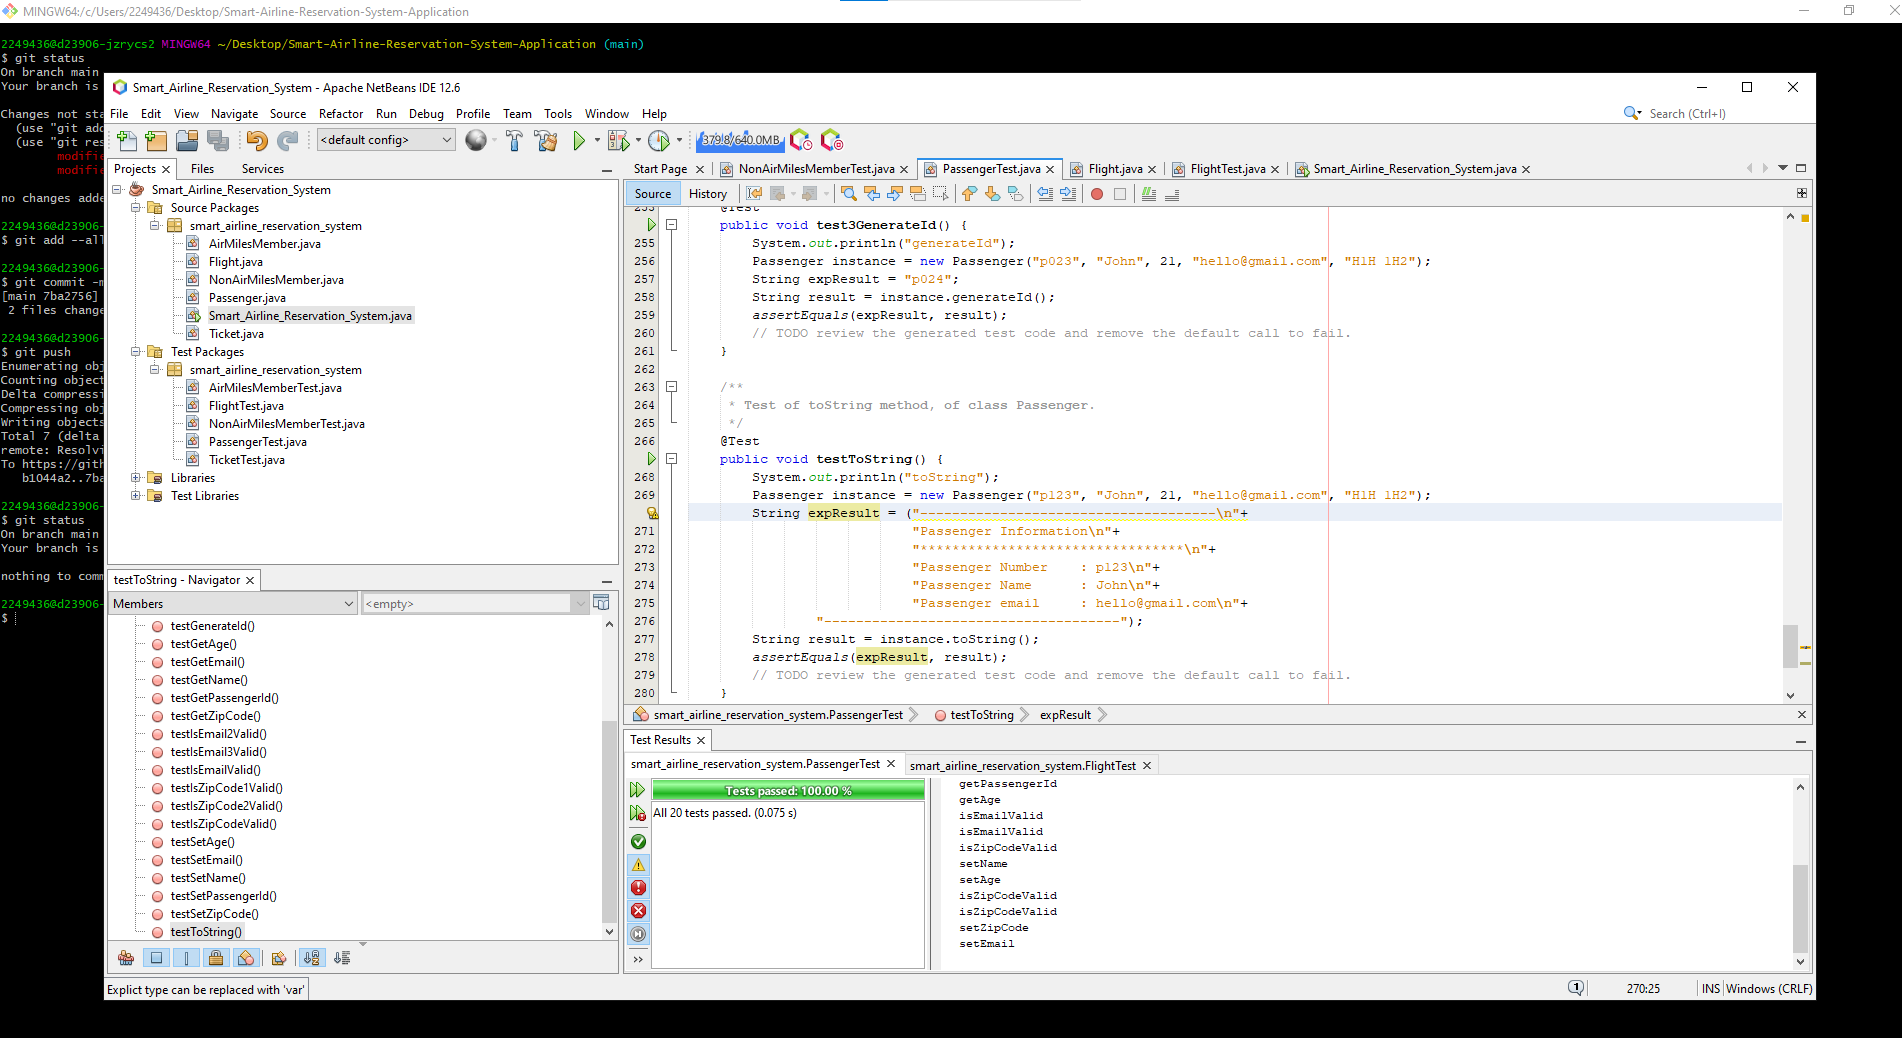 MINGW64:/c/Users/2249436/Desktop/Smart-Airline-Reservation-System-Application
2249436@d23906-jzrycs2 MINGW64 ~/Desktop/Smart-Airline-Reservation-System-Application (main)
$ git status
On branch main
Your branch is
Changes not sta
(use "git add
(use "git res
modifie
modifie
no changes adde
2249436@d23906-
$ git add --all
2249436@d23906-
$ git commit -m
[main 7ba2756]
2 files change
2249436@d23906-
$ git push
Enumerating obj
Counting object
Delta compressi
Compressing obj
Writing objects
Total 7 (delta
remote: Resolvi
To https://gith
b1044a2..7ba
2249436@d23906-
$ git status
On branch main
Your branch is
nothing to comm
2249436@d23906-
$
Smart_Airline_Reservation_System - Apache NetBeans IDE 12.6
File Edit View Navigate Source Refactor Run Debug Profile Team Tools Window Help
Search (Ctrl+I)
<default config>
379.8/640.0MB
Projects Files Services
Smart_Airline_Reservation_System
Source Packages
smart_airline_reservation_system
AirMilesMember.java
Flight.java
NonAirMilesMember.java
Passenger.java
Smart_Airline_Reservation_System.java
Ticket.java
Test Packages
smart_airline_reservation_system
AirMilesMemberTest.java
FlightTest.java
NonAirMilesMemberTest.java
PassengerTest.java
TicketTest.java
Libraries
Test Libraries
testToString - Navigator
Members
<empty>
testGenerateId()
testGetAge()
testGetEmail()
testGetName()
testGetPassengerId()
testGetZipCode()
testIsEmail2Valid()
testIsEmail3Valid()
testIsEmailValid()
testIsZipCode1Valid()
testIsZipCode2Valid()
testIsZipCodeValid()
testSetAge()
testSetEmail()
testSetName()
testSetPassengerId()
testSetZipCode()
testToString()
Start Page NonAirMilesMemberTest.java PassengerTest.java Flight.java FlightTest.java Smart_Airline_Reservation_System.java
Source History
253 @Test
public void test3GenerateId() {
255 System.out.println("generateId");
256 Passenger instance = new Passenger("p023", "John", 21, "hello@gmail.com", "H1H 1H2");
257 String expResult = "p024";
258 String result = instance.generateId();
259 assertEquals(expResult, result);
260 // TODO review the generated test code and remove the default call to fail.
261 }
262
263 /**
264 * Test of toString method, of class Passenger.
265 */
266 @Test
public void testToString() {
268 System.out.println("toString");
269 Passenger instance = new Passenger("p123", "John", 21, "hello@gmail.com", "H1H 1H2");
String expResult = ("-------------------------------------\n"+
271 "Passenger Information\n"+
272 "*********************************\n"+
273 "Passenger Number    : p123\n"+
274 "Passenger Name      : John\n"+
275 "Passenger email     : hello@gmail.com\n"+
276 "-------------------------------------");
277 String result = instance.toString();
278 assertEquals(expResult, result);
279 // TODO review the generated test code and remove the default call to fail.
280 }
smart_airline_reservation_system.PassengerTest testToString expResult
Test Results
smart_airline_reservation_system.PassengerTest smart_airline_reservation_system.FlightTest
Tests passed: 100.00 %
All 20 tests passed. (0.075 s)
getPassengerId
getAge
isEmailValid
isEmailValid
isZipCodeValid
setName
setAge
isZipCodeValid
isZipCodeValid
setZipCode
setEmail
Explict type can be replaced with 'var'
1
270:25
INS
Windows (CRLF)